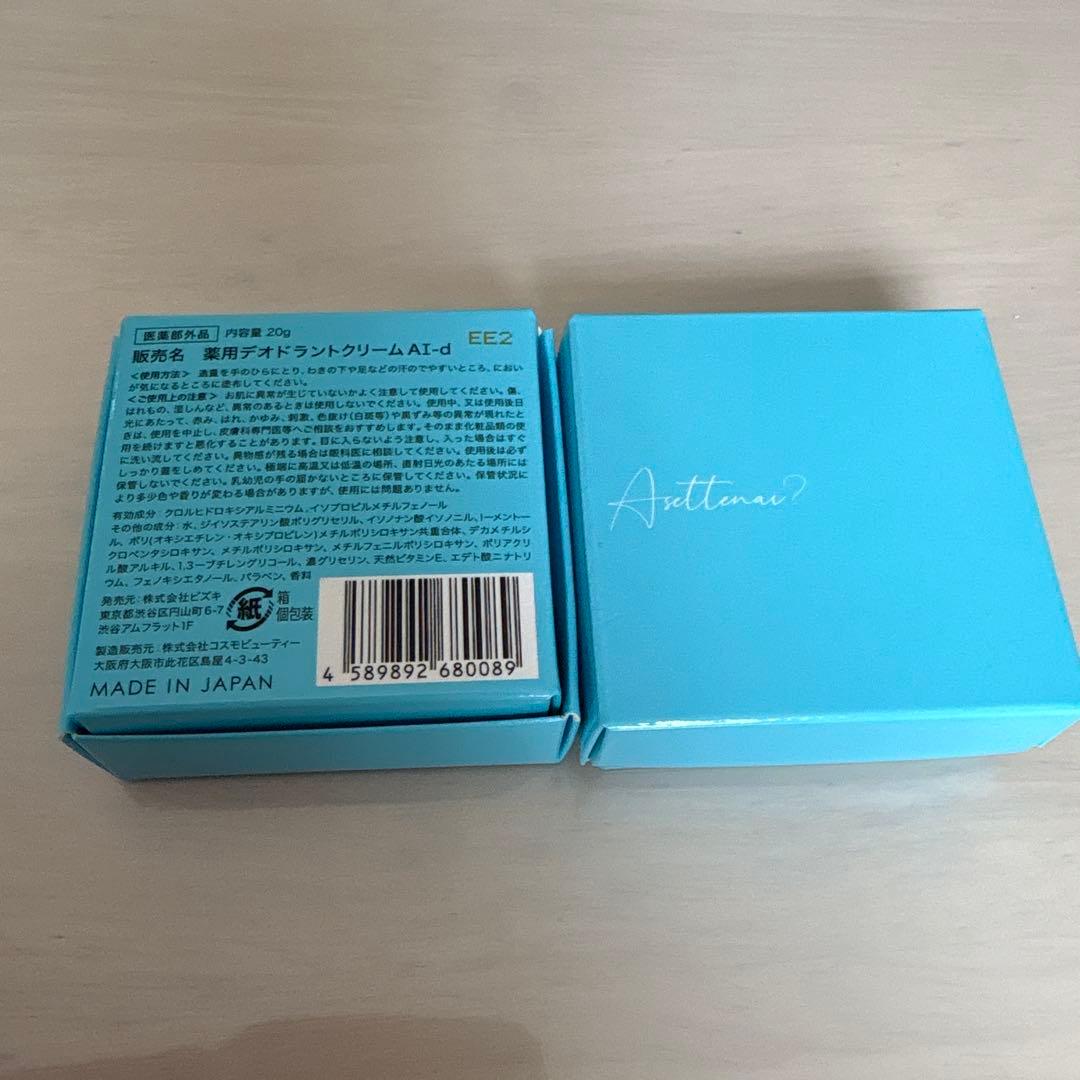 医薬部外品 内容量 20g
EE2
販売名 薬用デオドラントクリームAI-d
<使用方法> 適量を手のひらにとり、わきの下や足などの汗のでやすいところ、におい
が気になるところに塗布してください。
<ご使用上の注意> お肌に異常が生じていないかよく注意して使用してください。傷、
はれもの、湿しんなど、異常のあるときは使用しないでください。使用中、又は使用後日
光にあたって、赤み、はれ、かゆみ、刺激、色抜け(白斑等)や黒ずみ等の異常が現れたと
きは、使用を中止し、皮膚科専門医等へご相談をおすすめします。そのまま化粧品類の使
用を続けますと悪化することがあります。目に入らないよう注意し、入った場合はすぐ
に洗い流してください。異物感が残る場合は眼科医に相談してください。使用後は必ず
しっかり蓋をしめてください。極端に高温又は低温の場所、直射日光のあたる場所には
保管しないでください。乳幼児の手の届かないところに保管してください。保管状況に
より多少色や香りが変わる場合がありますが、使用には問題ありません。
有効成分:クロルヒドロキシアルミニウム、イソプロピルメチルフェノール
その他の成分:水、ジイソステアリン酸ポリグリセリル、イソノナン酸イソノニル、l-メントー
ル、ポリ(オキシエチレン・オキシプロピレン)メチルポリシロキサン共重合体、デカメチルシ
クロペンタシロキサン、メチルポリシロキサン、メチルフェニルポリシロキサン、ポリアクリ
ル酸アルキル、1,3-ブチレングリコール、濃グリセリン、天然ビタミンE、エデト酸ニナトリ
ウム、フェノキシエタノール、パラベン、香料
発売元:株式会社ビズキ
東京都渋谷区円山町6-7
渋谷アムフラット1F
紙
箱
個包装
製造販売元:株式会社コスモビューティー
大阪府大阪市此花区島屋4-3-43
MADE IN JAPAN
4 589892 680089
Asettenai?